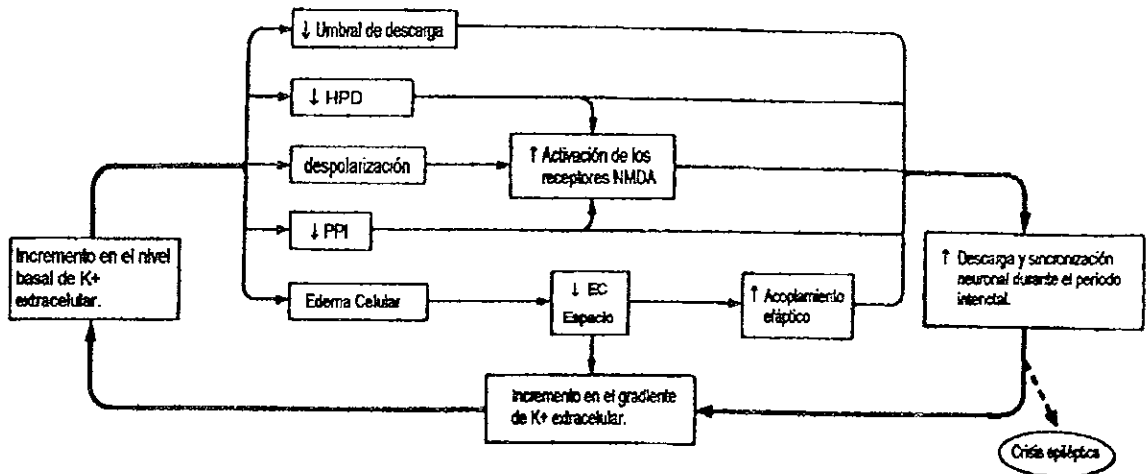 ↓ Umbral de descarga
↓ HPD
despolarización
↑ Activación de los
receptores NMDA
↓ PPI
Incremento en el nivel
basal de K+
extracelular.
Edema Celular
↓ EC
Espacio
↑ Acoplamiento
efáptico
↑ Descarga y sincronización
neuronal durante el periodo
interictal.
Incremento en el gradiente
de K+ extracelular.
Crisis epiléptica